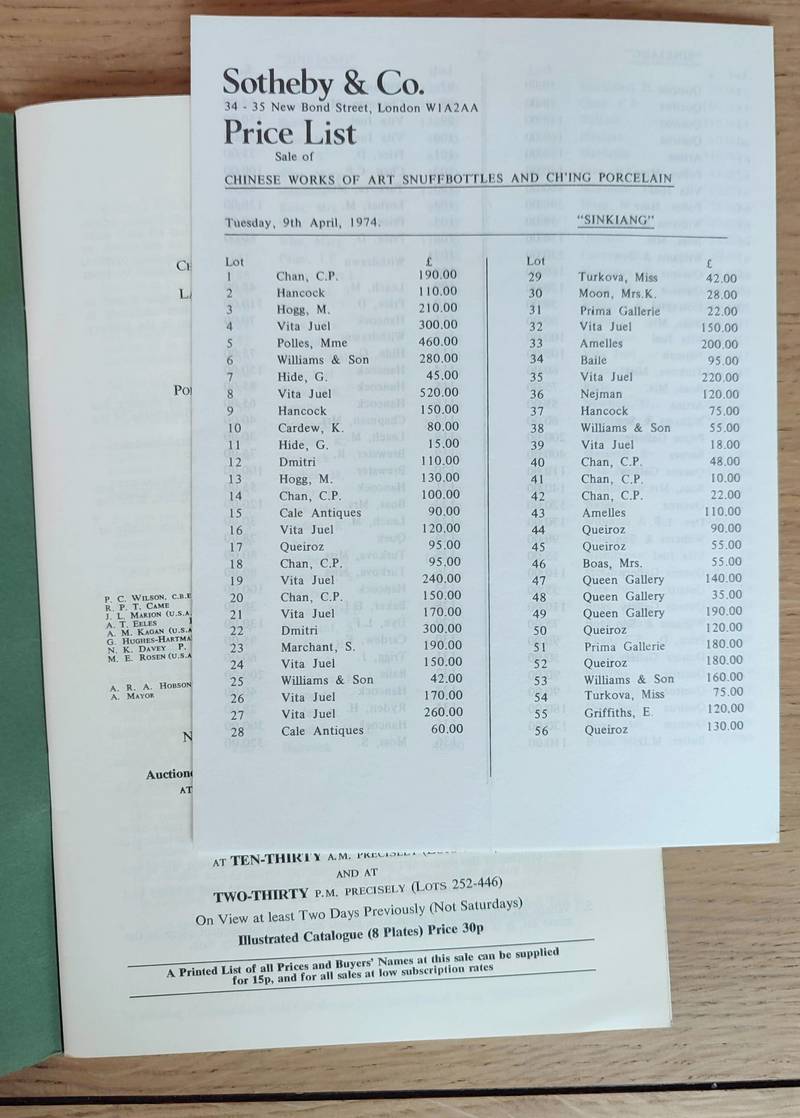 Sotheby & Co.
34 - 35 New Bond Street, London W1A2AA
Price List
Sale of
CHINESE WORKS OF ART SNUFFBOTTLES AND CH'ING PORCELAIN
Tuesday, 9th April, 1974. "SINKIANG"
Lot £
1 Chan, C.P. 190.00
2 Hancock 110.00
3 Hogg, M. 210.00
4 Vita Juel 300.00
5 Polles, Mme 460.00
6 Williams & Son 280.00
7 Hide, G. 45.00
8 Vita Juel 520.00
9 Hancock 150.00
10 Cardew, K. 80.00
11 Hide, G. 15.00
12 Dmitri 110.00
13 Hogg, M. 130.00
14 Chan, C.P. 100.00
15 Cale Antiques 90.00
16 Vita Juel 120.00
17 Queiroz 95.00
18 Chan, C.P. 95.00
19 Vita Juel 240.00
20 Chan, C.P. 150.00
21 Vita Juel 170.00
22 Dmitri 300.00
23 Marchant, S. 190.00
24 Vita Juel 150.00
25 Williams & Son 42.00
26 Vita Juel 170.00
27 Vita Juel 260.00
28 Cale Antiques 60.00
Lot £
29 Turkova, Miss 42.00
30 Moon, Mrs.K. 28.00
31 Prima Gallerie 22.00
32 Vita Juel 150.00
33 Amelles 200.00
34 Baile 95.00
35 Vita Juel 220.00
36 Nejman 120.00
37 Hancock 75.00
38 Williams & Son 55.00
39 Vita Juel 18.00
40 Chan, C.P. 48.00
41 Chan, C.P. 10.00
42 Chan, C.P. 22.00
43 Amelles 110.00
44 Queiroz 90.00
45 Queiroz 55.00
46 Boas, Mrs. 55.00
47 Queen Gallery 140.00
48 Queen Gallery 35.00
49 Queen Gallery 190.00
50 Queiroz 120.00
51 Prima Gallerie 180.00
52 Queiroz 180.00
53 Williams & Son 160.00
54 Turkova, Miss 75.00
55 Griffiths, E. 120,00
56 Queiroz 130.00
P. C. WILSON, C.B.E
R. P. T. CAME
J. L. MARION (U.S.A.
A. T. EELES
A. M. KAGAN (U.S.A
G. HUGHES-HARTMA
N. K. DAVEY P.
M. E. ROSEN (U.S.A
A. R. A. HOBSON
A. MAYOR
AT
AT TEN-THIRTY A.M. PRECISELY
AND AT
TWO-THIRTY P.M. PRECISELY (LOTS 252-446)
On View at least Two Days Previously (Not Saturdays)
Illustrated Catalogue (8 Plates) Price 30p
A Printed List of all Prices and Buyers' Names at this sale can be supplied
for 15p, and for all sales at low subscription rates